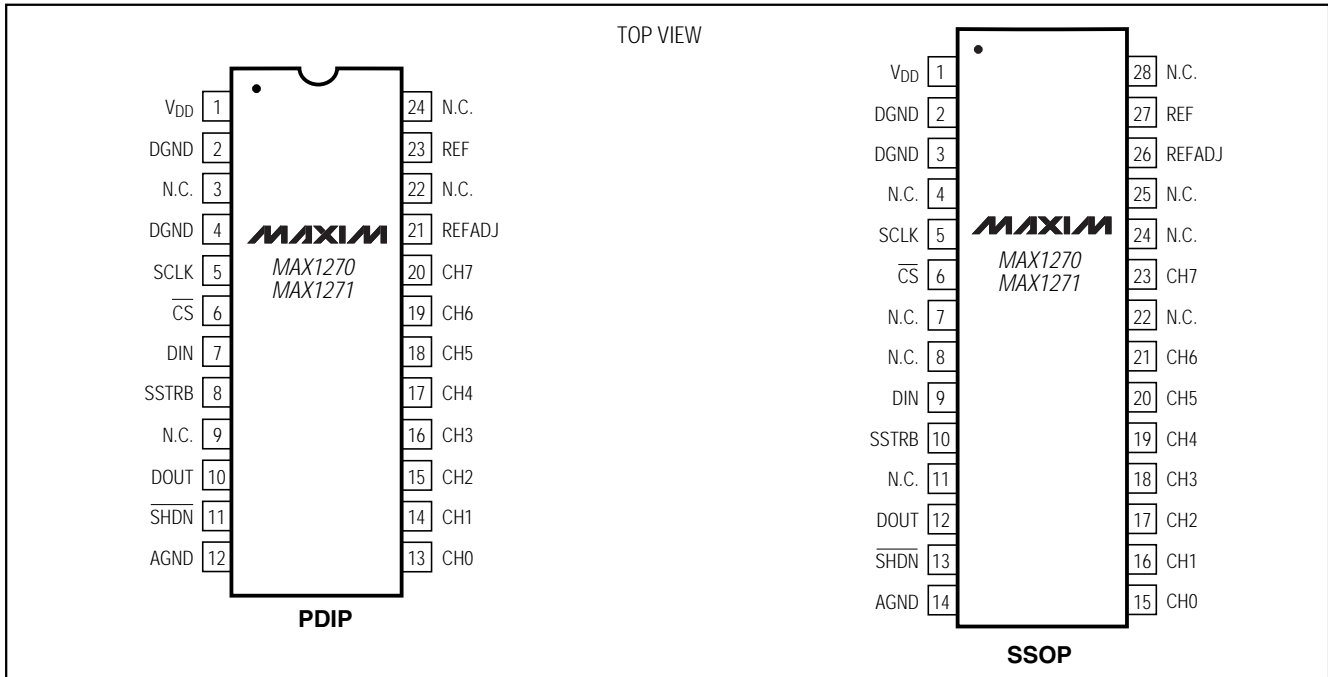 TOP VIEW
VDD 1
DGND 2
N.C. 3
DGND 4
SCLK 5
CS 6
DIN 7
SSTRB 8
N.C. 9
DOUT 10
SHDN 11
AGND 12
24 N.C.
23 REF
22 N.C.
21 REFADJ
20 CH7
19 CH6
18 CH5
17 CH4
16 CH3
15 CH2
14 CH1
13 CH0
MAXIM
MAX1270
MAX1271
PDIP
VDD 1
DGND 2
DGND 3
N.C. 4
SCLK 5
CS 6
N.C. 7
N.C. 8
DIN 9
SSTRB 10
N.C. 11
DOUT 12
SHDN 13
AGND 14
28 N.C.
27 REF
26 REFADJ
25 N.C.
24 N.C.
23 CH7
22 N.C.
21 CH6
20 CH5
19 CH4
18 CH3
17 CH2
16 CH1
15 CH0
MAXIM
MAX1270
MAX1271
SSOP